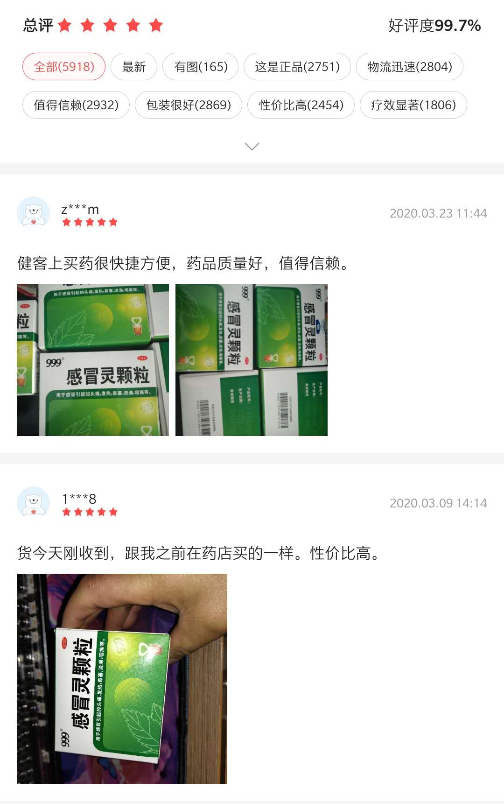 总评
好评度99.7%
全部(5918)
最新
有图(165)
这是正品(2751)
物流迅速(2804)
值得信赖(2932)
包装很好(2869)
性价比高(2454)
疗效显著(1806)
z***m
2020.03.23 11:44
健客上买药很快捷方便，药品质量好，值得信赖。
999
感冒灵颗粒
感冒灵颗粒
感冒灵颗粒
1***8
2020.03.09 14:14
货今天刚收到，跟我之前在药店买的一样。性价比高。
999
感冒灵颗粒